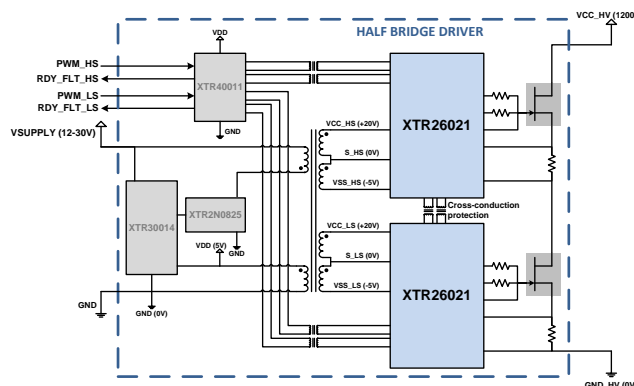 HALF BRIDGE DRIVER
VCC_HV (1200
VDD
PWM_HS
RDY_FLT_HS
PWM_LS
RDY_FLT_LS
XTR40011
VSUPPLY (12-30V)
GND
VCC_HS (+20V)
S_HS (0V)
VSS_HS (-5V)
XTR26021
Cross-conduction
protection
XTR30014
XTR2N0825
GND
VDD (5V)
VCC_LS (+20V)
S_LS (0V)
VSS_LS (-5V)
XTR26021
GND
GND (0V)
GND_HV (0V)